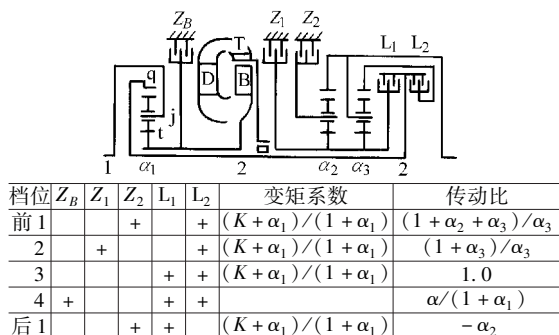 Z_B T Z_1 Z_2 L_1 L_2
q D B
j
t
1 α_1 2 α_2 α_3 2
档位 Z_B Z_1 Z_2 L_1 L_2 变矩系数 传动比
前1 + + (K+α_1)/(1+α_1) (1+α_2+α_3)/α_3
2 + + (K+α_1)/(1+α_1) (1+α_3)/α_3
3 + + (K+α_1)/(1+α_1) 1.0
4 + + + α/(1+α_1)
后1 + + (K+α_1)/(1+α_1) -α_2